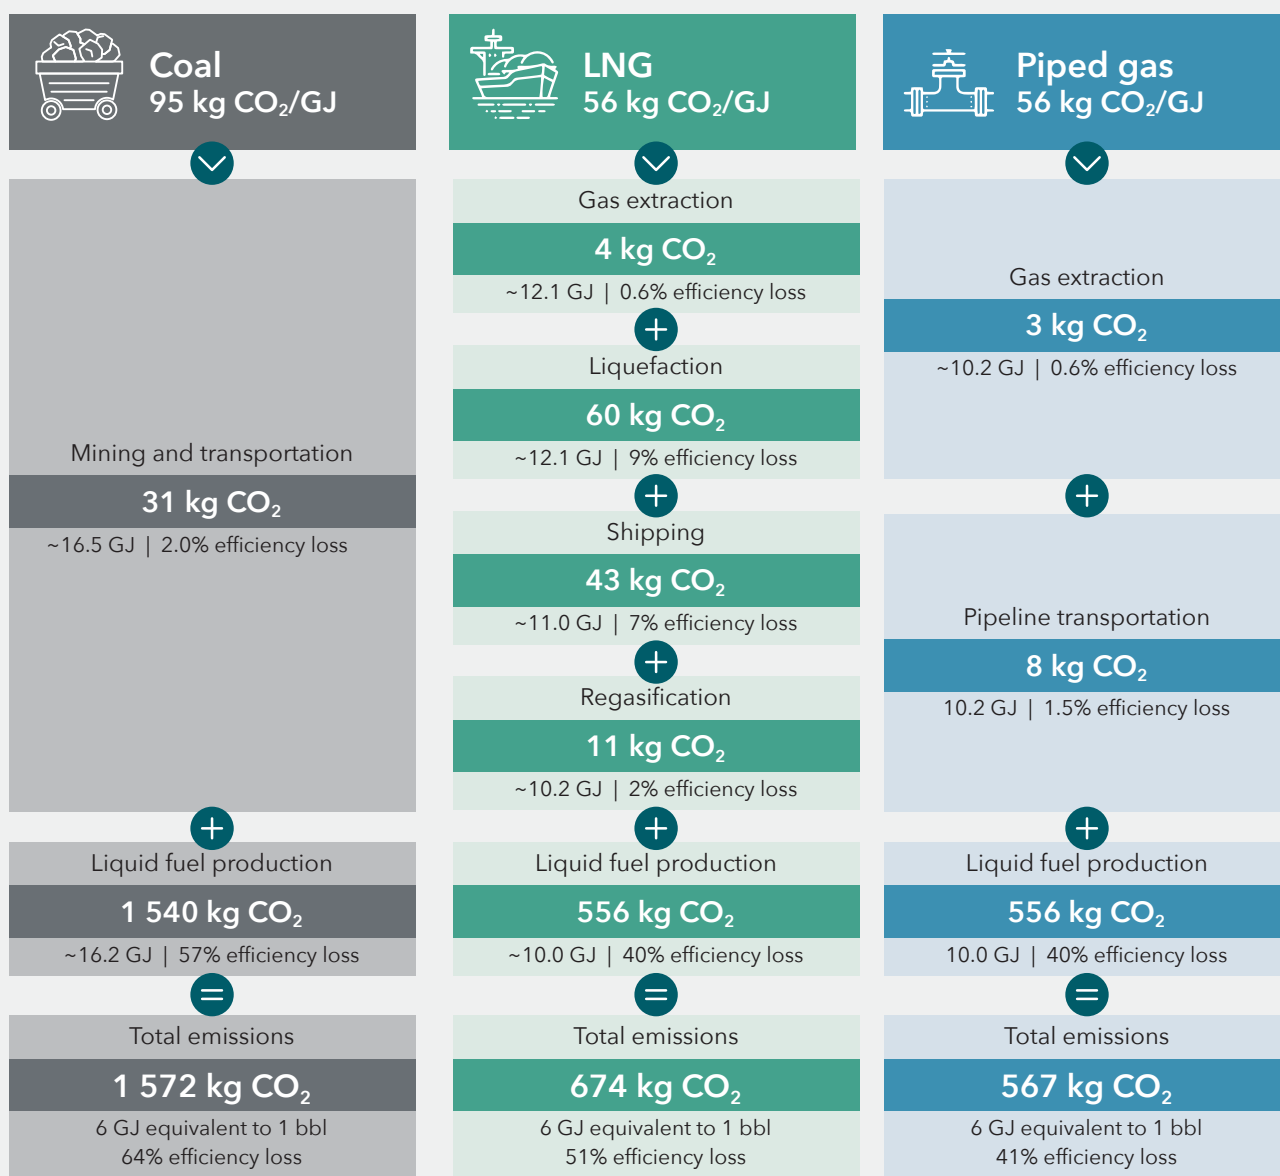 Coal
95 kg CO₂/GJ
Mining and transportation
31 kg CO₂
~16.5 GJ | 2.0% efficiency loss
Liquid fuel production
1 540 kg CO₂
~16.2 GJ | 57% efficiency loss
Total emissions
1 572 kg CO₂
6 GJ equivalent to 1 bbl
64% efficiency loss
LNG
56 kg CO₂/GJ
Gas extraction
4 kg CO₂
~12.1 GJ | 0.6% efficiency loss
Liquefaction
60 kg CO₂
~12.1 GJ | 9% efficiency loss
Shipping
43 kg CO₂
~11.0 GJ | 7% efficiency loss
Regasification
11 kg CO₂
~10.2 GJ | 2% efficiency loss
Liquid fuel production
556 kg CO₂
~10.0 GJ | 40% efficiency loss
Total emissions
674 kg CO₂
6 GJ equivalent to 1 bbl
51% efficiency loss
Piped gas
56 kg CO₂/GJ
Gas extraction
3 kg CO₂
~10.2 GJ | 0.6% efficiency loss
Pipeline transportation
8 kg CO₂
10.2 GJ | 1.5% efficiency loss
Liquid fuel production
556 kg CO₂
10.0 GJ | 40% efficiency loss
Total emissions
567 kg CO₂
6 GJ equivalent to 1 bbl
41% efficiency loss